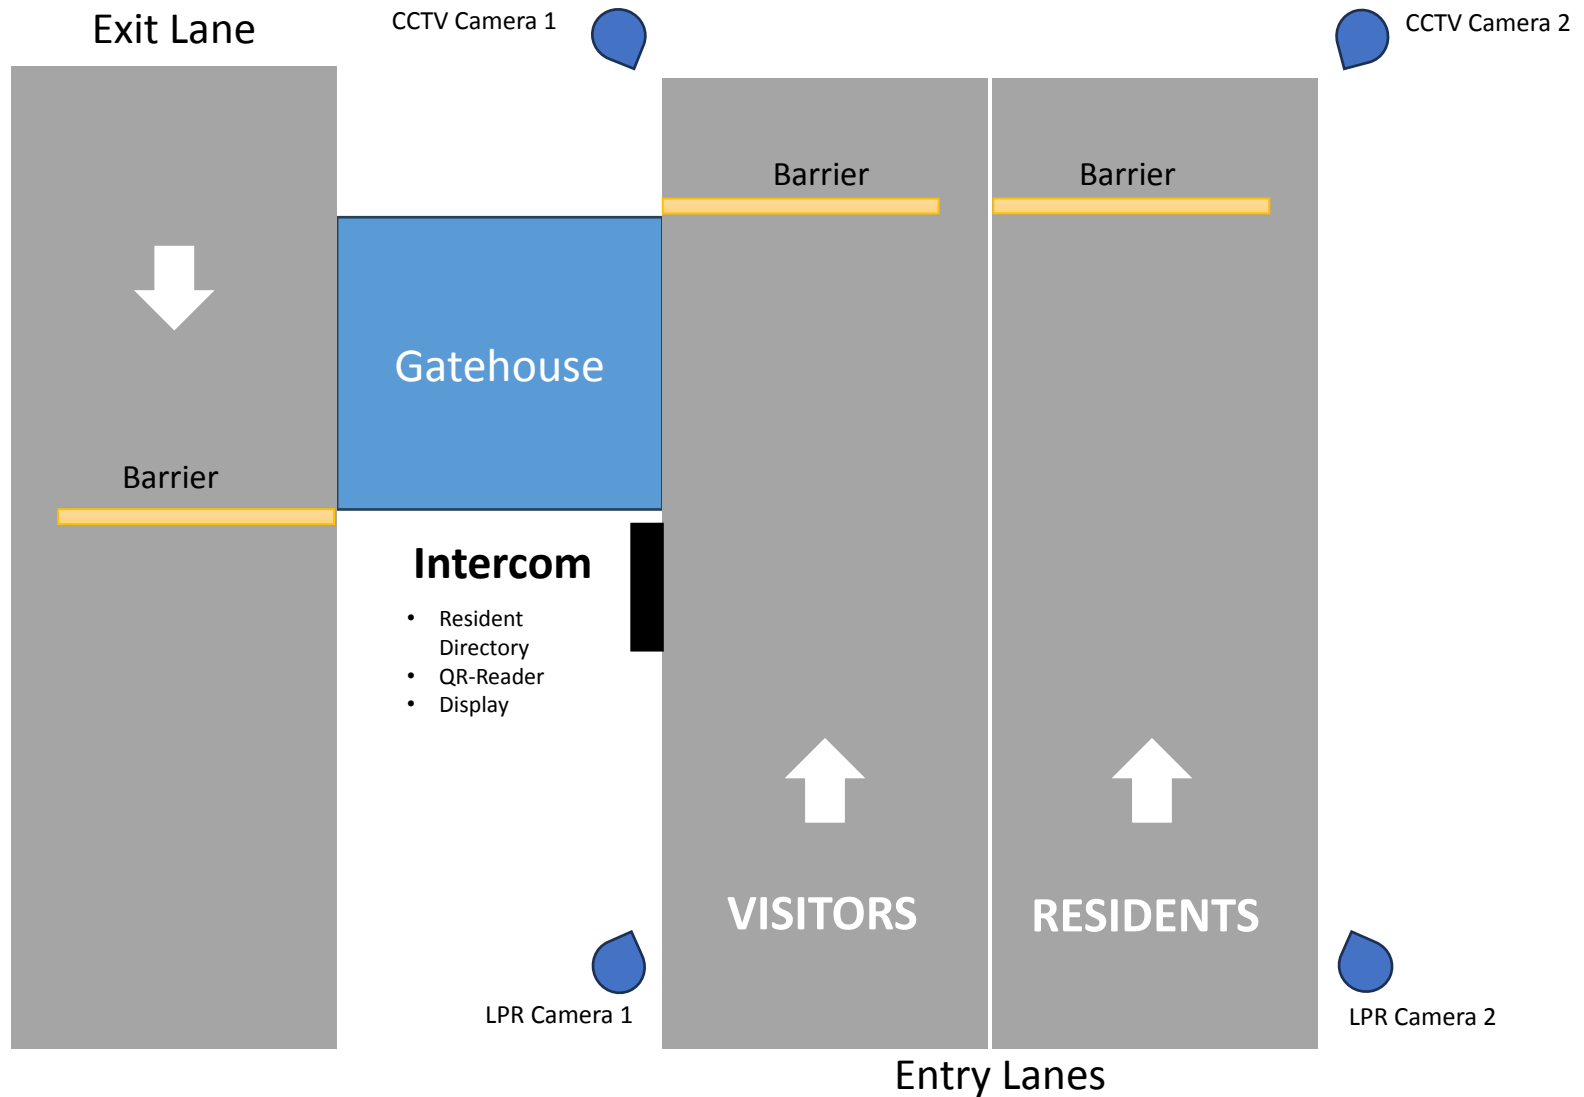 Exit Lane
CCTV Camera 1
CCTV Camera 2
Barrier
Barrier
Gatehouse
Barrier
Intercom
• Resident
Directory
• QR-Reader
• Display
VISITORS
RESIDENTS
LPR Camera 1
LPR Camera 2
Entry Lanes